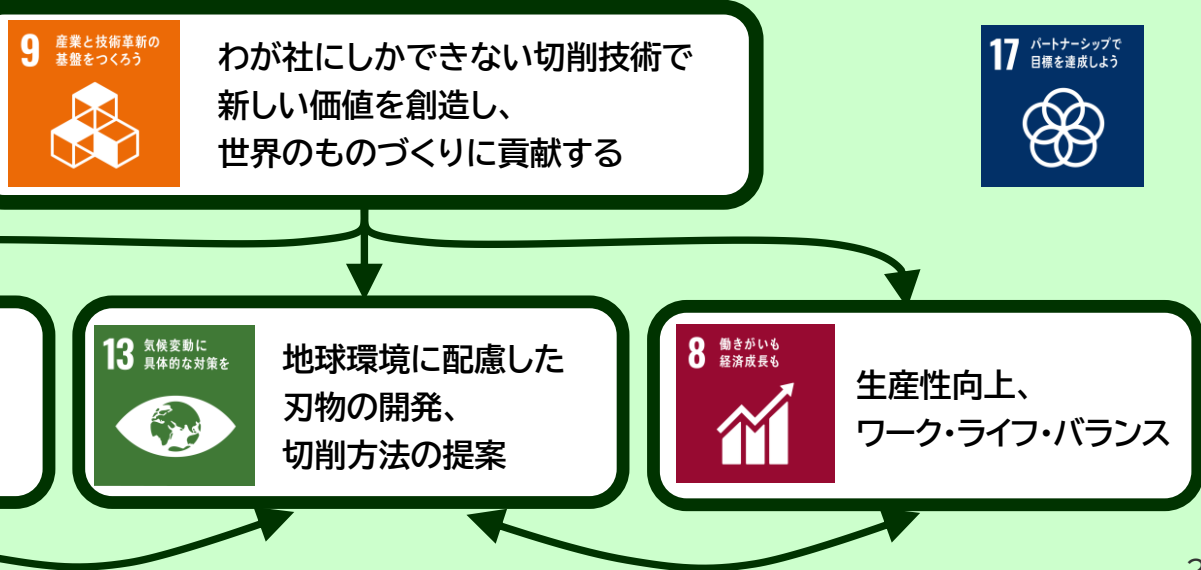 9 産業と技術革新の
基盤をつくろう
わが社にしかできない切削技術で
新しい価値を創造し、
世界のものづくりに貢献する
17 パートナーシップで
目標を達成しよう
13 気候変動に
具体的な対策を
地球環境に配慮した
刃物の開発、
切削方法の提案
8 働きがいも
経済成長も
生産性向上、
ワーク・ライフ・バランス